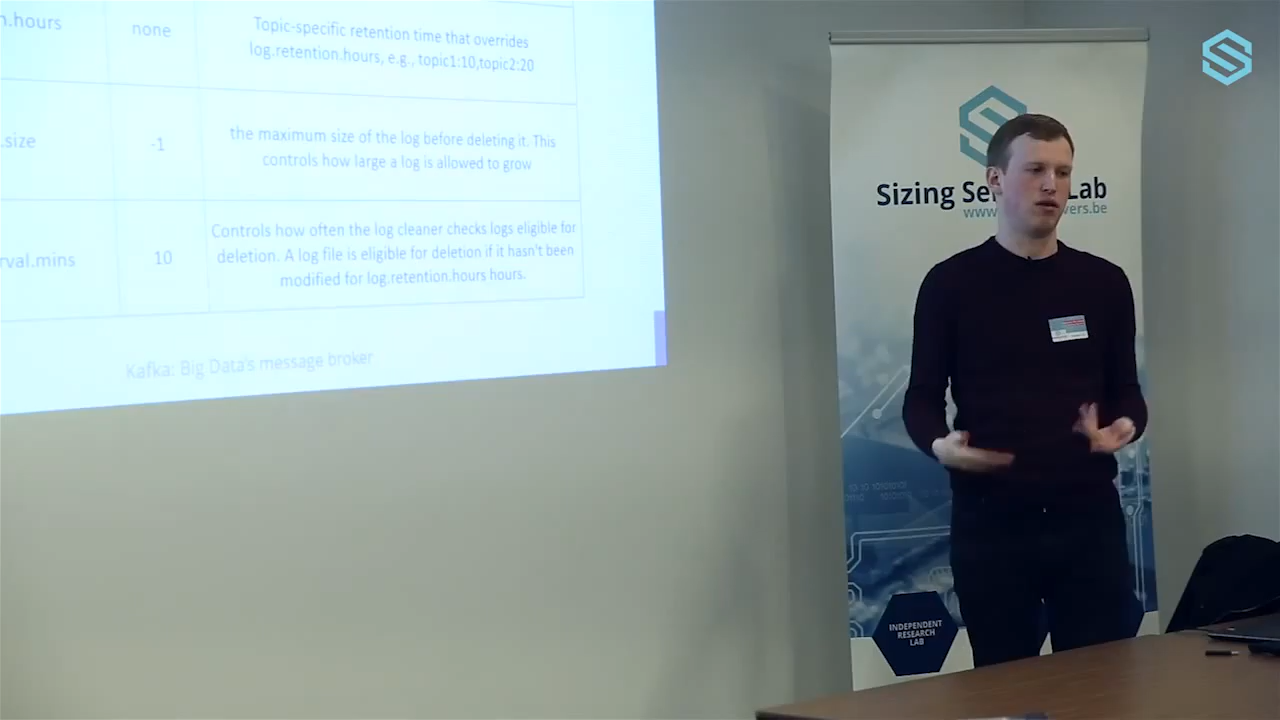 n.hours
none
Topic-specific retention time that overrides
log.retention.hours, e.g., topic1:10,topic2:20
.size
-1
the maximum size of the log before deleting it. This
controls how large a log is allowed to grow
rval.mins
10
Controls how often the log cleaner checks logs eligible for
deletion. A log file is eligible for deletion if it hasn't been
modified for log.retention.hours hours.
Kafka: Big Data's message broker
Sizing Se Lab
www. vers.be
INDEPENDENT
RESEARCH
LAB